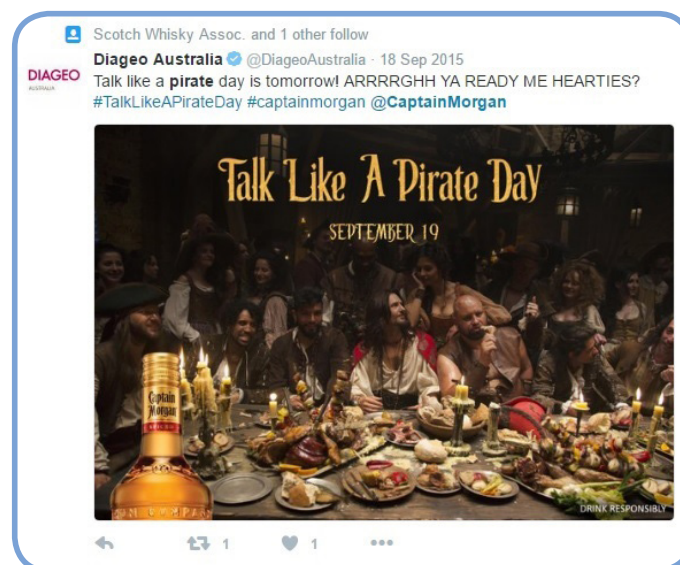 Scotch Whisky Assoc. and 1 other follow
DIAGEO
AUSTRALIA
Diageo Australia @DiageoAustralia · 18 Sep 2015
Talk like a pirate day is tomorrow! ARRRRGHH YA READY ME HEARTIES?
#TalkLikeAPirateDay #captainmorgan @CaptainMorgan
Talk Like A Pirate Day
SEPTEMBER 19
Captain
Morgan
DRINK RESPONSIBLY
1
1